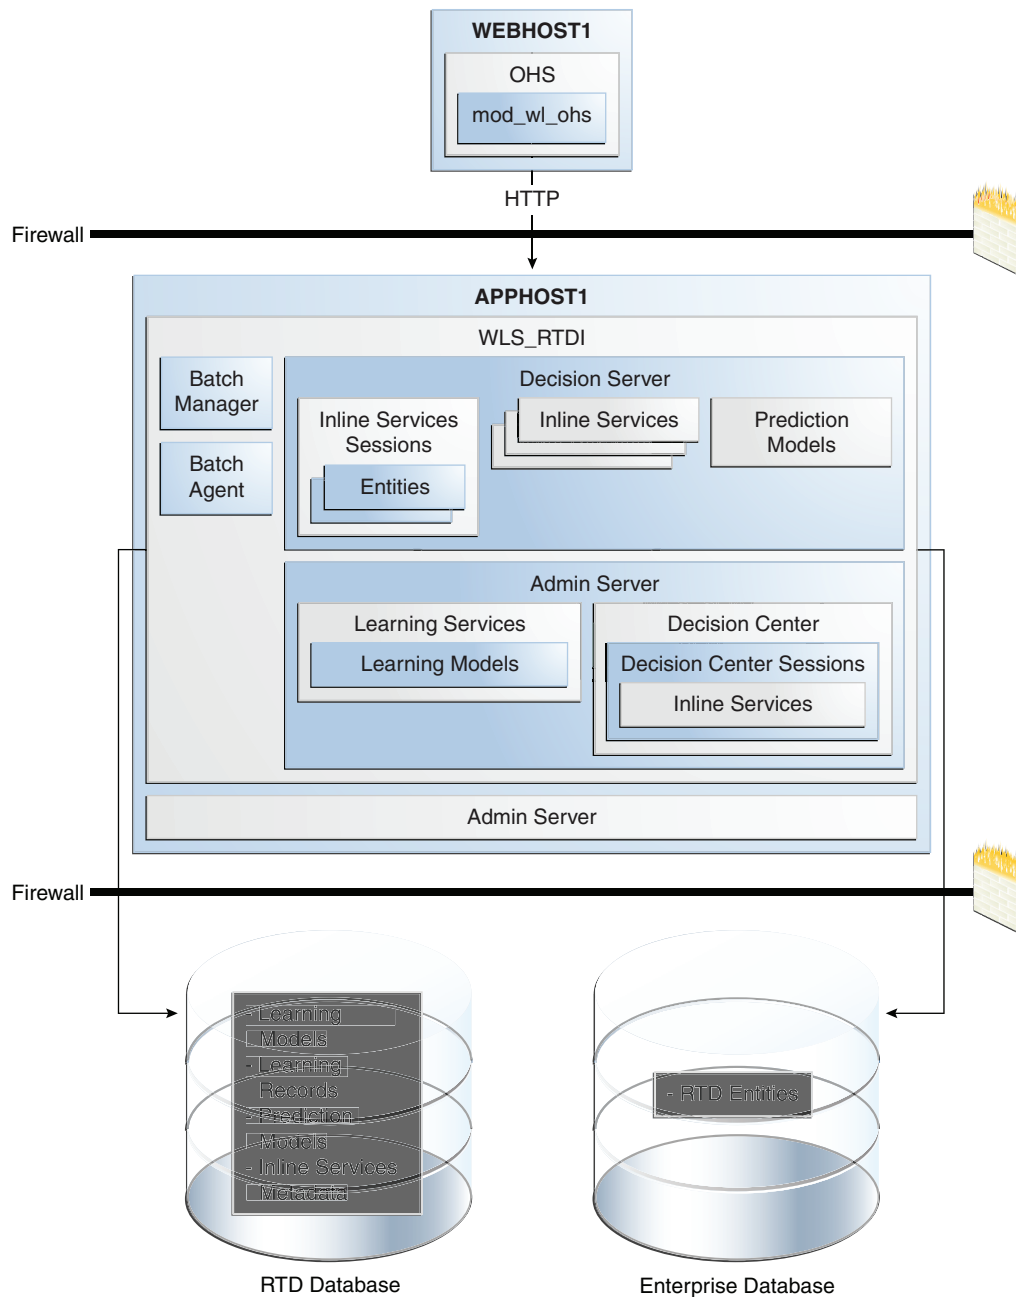 WEBHOST1
OHS
mod_wl_ohs
HTTP
Firewall
APPHOST1
WLS_RTDI
Batch
Manager
Batch
Agent
Decision Server
Inline Services
Sessions
Entities
Inline Services
Prediction
Models
Admin Server
Learning Services
Learning Models
Decision Center
Decision Center Sessions
Inline Services
Admin Server
Firewall
- Learning
Models
- Learning
Records
- Prediction
Models
- Inline Services
Metadata
- RTD Entities
RTD Database
Enterprise Database